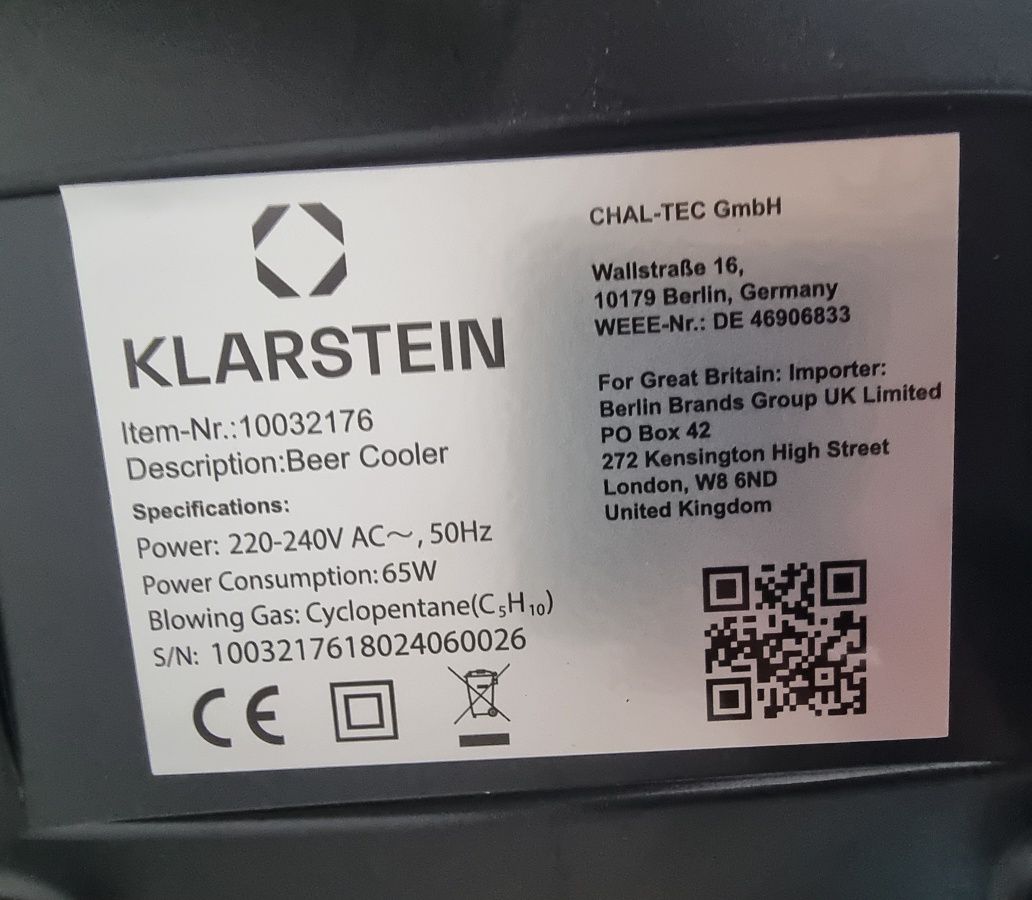 KLARSTEIN
Item-Nr.:10032176
Description:Beer Cooler
Specifications:
Power: 220-240V AC～, 50Hz
Power Consumption:65W
Blowing Gas: Cyclopentane(C₅H₁₀)
S/N: 1003217618024060026
CE
CHAL-TEC GmbH
Wallstraße 16,
10179 Berlin, Germany
WEEE-Nr.: DE 46906833
For Great Britain: Importer:
Berlin Brands Group UK Limited
PO Box 42
272 Kensington High Street
London, W8 6ND
United Kingdom